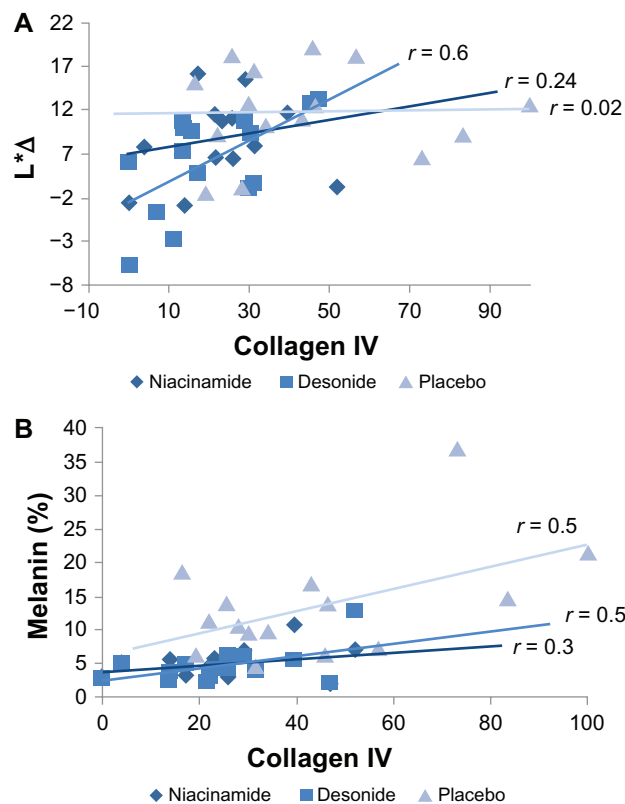 A
22
17
12
7
−2
−3
−8
L*Δ
r = 0.6
r = 0.24
r = 0.02
−10
10
30
50
70
90
Collagen IV
Niacinamide
Desonide
Placebo
B
40
35
30
25
20
15
10
5
0
Melanin (%)
r = 0.5
r = 0.5
r = 0.3
0
20
40
60
80
100
Collagen IV
Niacinamide
Desonide
Placebo